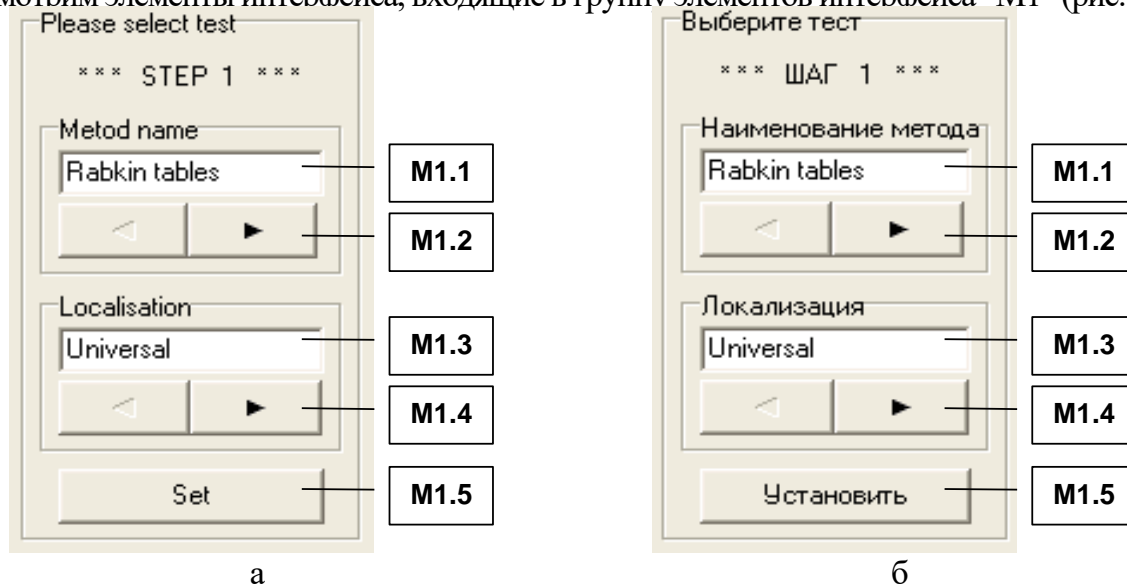 элементы интерфейса, входящие в группу элементов интерфейса "М1" (рис.
Please select test
*** STEP 1 ***
Metod name
Rabkin tables
M1.1
M1.2
Localisation
Universal
M1.3
M1.4
Set
M1.5
а
Выберите тест
*** ШАГ 1 ***
Наименование метода
Rabkin tables
M1.1
M1.2
Локализация
Universal
M1.3
M1.4
Установить
M1.5
б